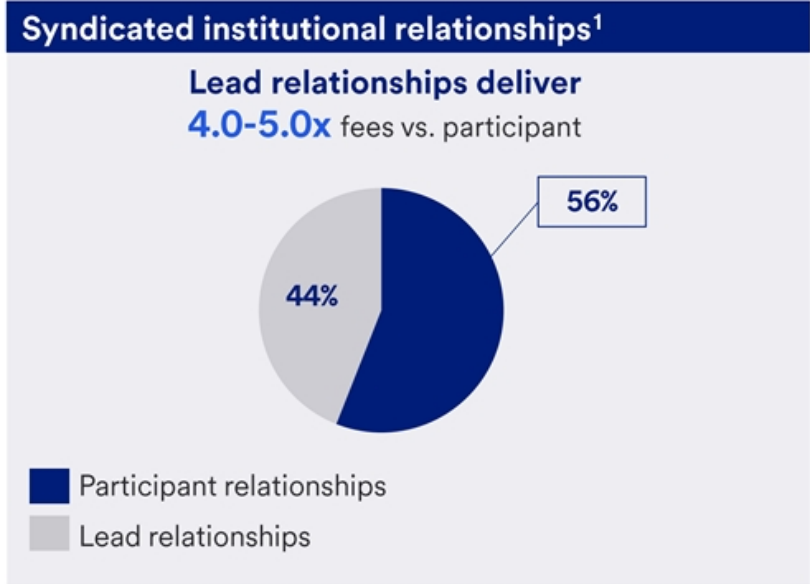 Syndicated institutional relationships¹
Lead relationships deliver
4.0-5.0x fees vs. participant
56%
44%
Participant relationships
Lead relationships